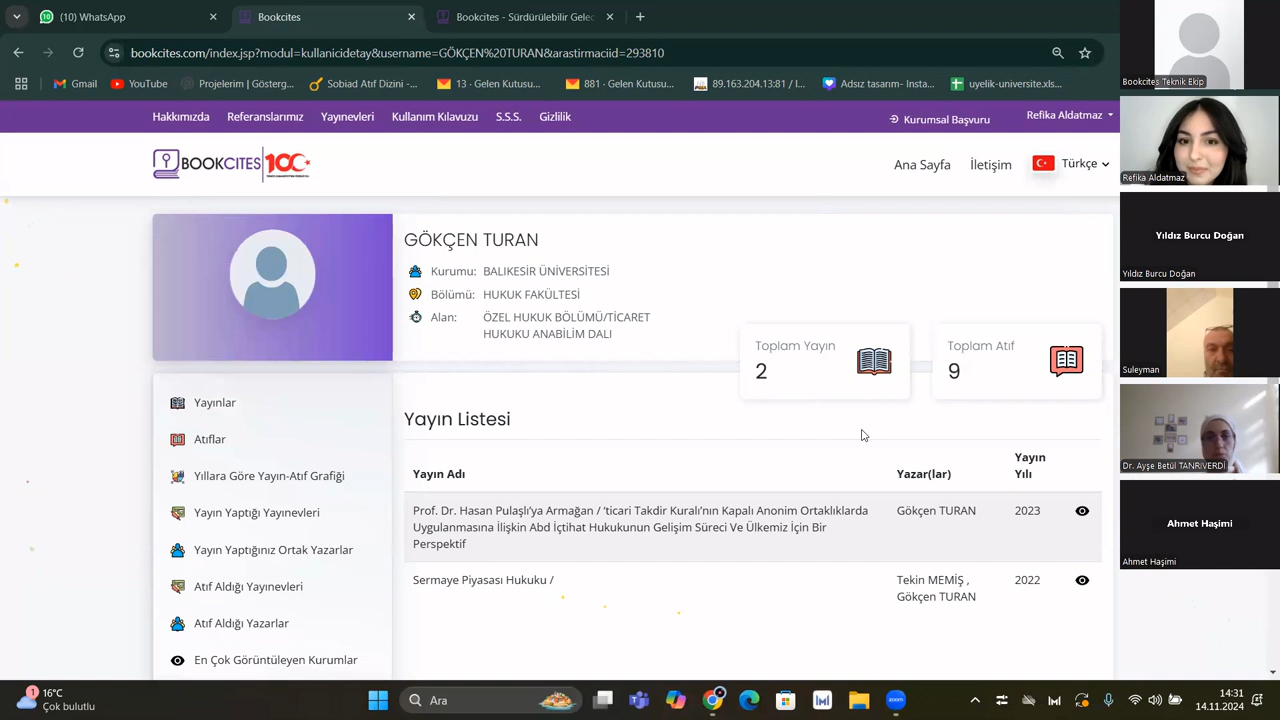 (10) WhatsApp
Bookcites
Bookcites - Sürdürülebilir Gelec
bookcites.com/index.jsp?modul=kullanicidetay&username=GÖKÇEN%20TURAN&arastirmaciid=293810
Gmail
YouTube
Projelerim | Gösterg...
Sobiad Atıf Dizini -...
881 - Gelen Kutusu...
89.163.204.13:81 / l...
Adsız tasarım - Pres...
uyelik-universite.xls...
Hakkımızda
Referanslarımız
Yayınevleri
Kullanım Kılavuzu
S.S.S.
Gizlilik
Kurumsal Başvuru
Refika Aldatmaz
BOOKCITES
100
Ana Sayfa
İletişim
Türkçe
GÖKÇEN TURAN
Kurumu: BALIKESİR ÜNİVERSİTESİ
Bölümü: HUKUK FAKÜLTESİ
Alan: ÖZEL HUKUK BÖLÜMÜ/TİCARET
HUKUKU ANABİLİM DALI
Toplam Yayın
2
Toplam Atıf
9
Yayınlar
Atıflar
Yıllara Göre Yayın-Atıf Grafiği
Yayın Yaptığı Yayınevleri
Yayın Yaptığınız Ortak Yazarlar
Atıf Aldığı Yayınevleri
Atıf Aldığı Yazarlar
En Çok Görüntüleyen Kurumlar
Yayın Listesi
Yayın Adı
Yazar(lar)
Yayın
Yılı
Prof. Dr. Hasan Pulaşlı'ya Armağan / 'ticari Takdir Kuralı'nın Kapalı Anonim Ortaklıklarda
Uygulanmasına İlişkin Abd İçtihat Hukukunun Gelişim Süreci Ve Ülkemiz İçin Bir
Perspektif
Gökçen TURAN
2023
Sermaye Piyasası Hukuku /
Tekin MEMİŞ ,
Gökçen TURAN
2022
Bookcites Teknik Ekip
Refika Aldatmaz
Yıldız Burcu Doğan
Yıldız Burcu Doğan
Suleyman
Dr. Ayşe Betül TANRIVERDİ
Ahmet Haşimi
Ahmet Haşimi
1
16°C
Çok bulutlu
Ara
zoom
14:31
14.11.2024